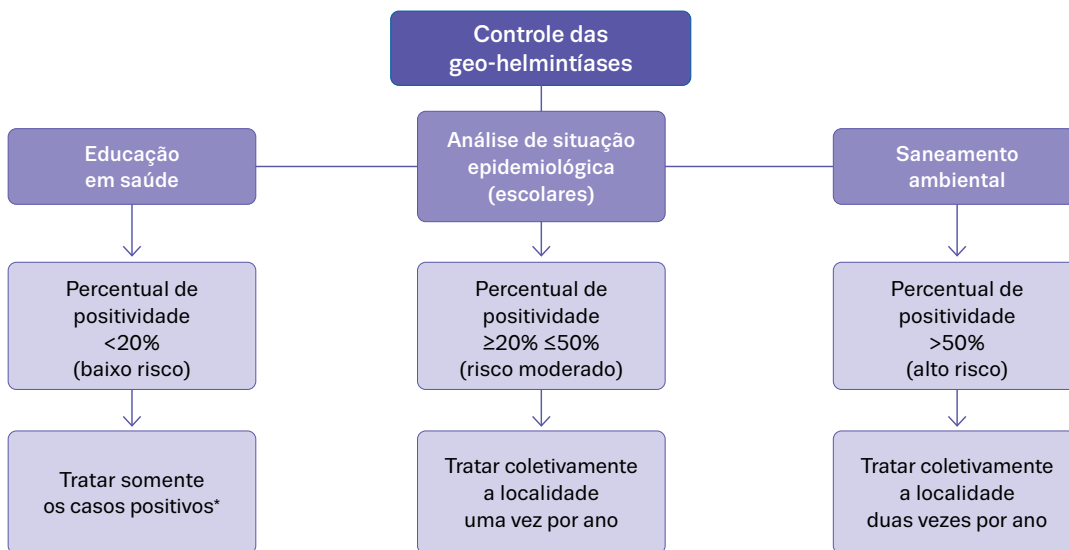 Controle das
geo-helmintíases
Educação
em saúde
Análise de situação
epidemiológica
(escolares)
Saneamento
ambiental
Percentual de
positividade
<20%
(baixo risco)
Percentual de
positividade
≥20% ≤50%
(risco moderado)
Percentual de
positividade
>50%
(alto risco)
Tratar somente
os casos positivos*
Tratar coletivamente
a localidade
uma vez por ano
Tratar coletivamente
a localidade
duas vezes por ano